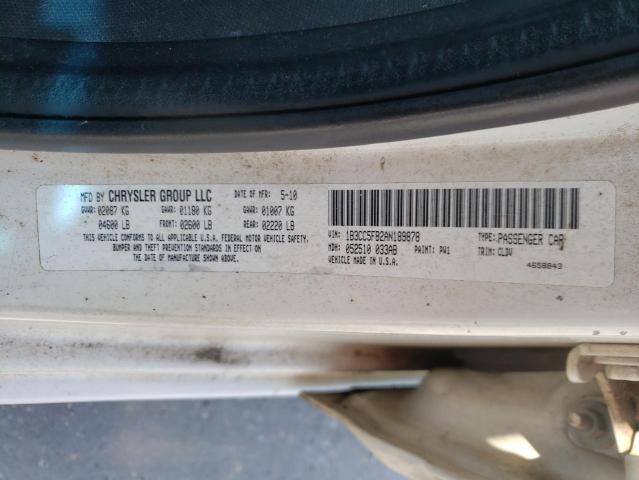 MFD BY CHRYSLER GROUP LLC DATE OF MFR: 5-10
GVWR: 02087 KG GAWR: 01180 KG GAWR: 01007 KG
04600 LB FRONT: 02600 LB REAR: 02220 LB
THIS VEHICLE CONFORMS TO ALL APPLICABLE U.S.A. FEDERAL MOTOR VEHICLE SAFETY,
BUMPER AND THEFT PREVENTION STANDARDS IN EFFECT ON
THE DATE OF MANUFACTURE SHOWN ABOVE.
VIN: 1B3CC5FB2AN189878 TYPE: PASSENGER CAR
MDH: 052510 033AB PAINT: PW1 TRIM: CLDV
VEHICLE MADE IN U.S.A. 4658843